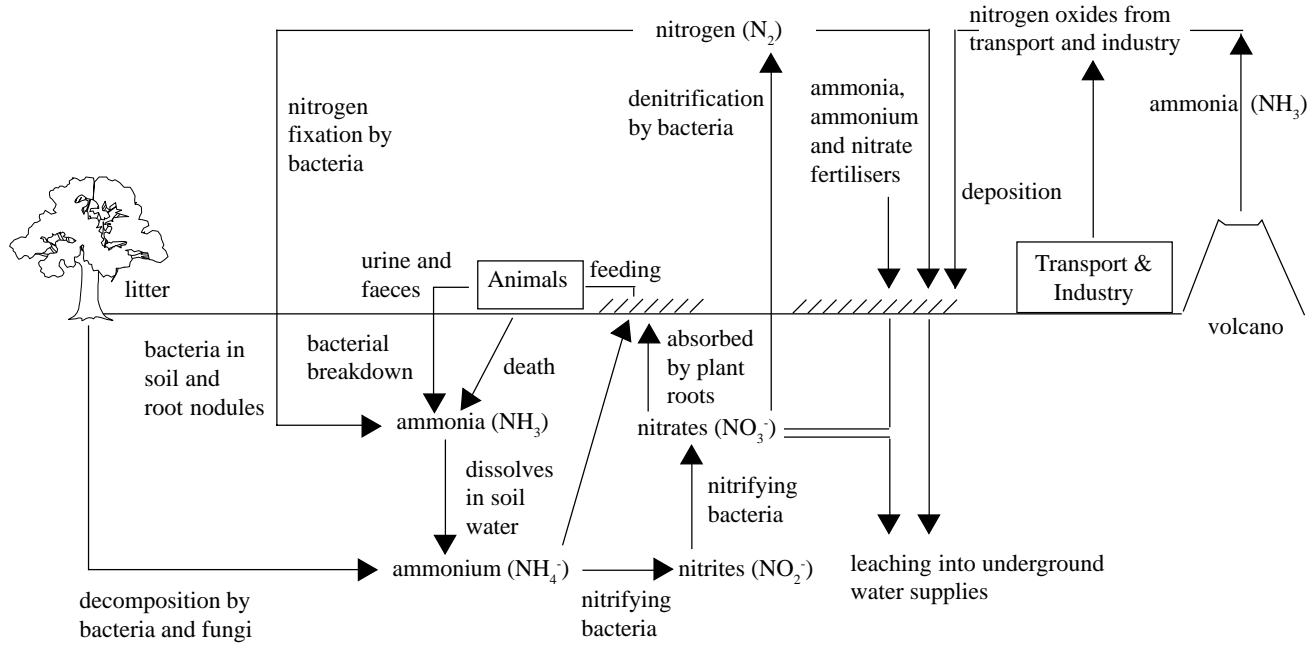 nitrogen (N₂)
nitrogen oxides from
transport and industry
nitrogen
fixation by
bacteria
denitrification
by bacteria
ammonia,
ammonium
and nitrate
fertilisers
ammonia (NH₃)
deposition
urine and
faeces
Animals
feeding
Transport &
Industry
litter
volcano
bacteria in
soil and
root nodules
bacterial
breakdown
death
absorbed
by plant
roots
ammonia (NH₃)
nitrates (NO₃⁻)
dissolves
in soil
water
nitrifying
bacteria
ammonium (NH₄⁻)
nitrites (NO₂⁻)
leaching into underground
water supplies
decomposition by
bacteria and fungi
nitrifying
bacteria